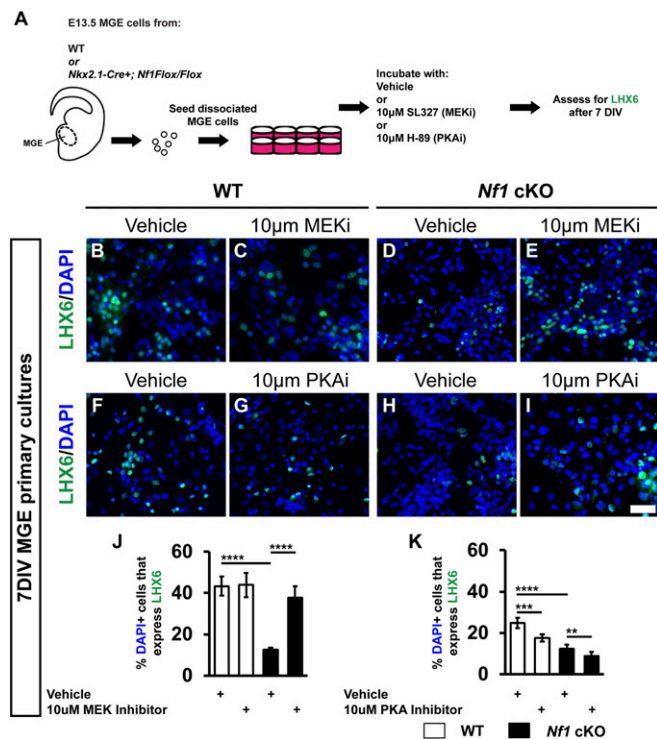 A
E13.5 MGE cells from:
WT
or
Nkx2.1-Cre+; Nf1Flox/Flox
MGE
Seed dissociated
MGE cells
Incubate with:
Vehicle
or
10µM SL327 (MEKi)
or
10µM H-89 (PKAi)
Assess for LHX6
after 7 DIV
WT
Nf1 cKO
Vehicle
10µm MEKi
Vehicle
10µm MEKi
7DIV MGE primary cultures
LHX6/DAPI
B
C
D
E
Vehicle
10µm PKAi
Vehicle
10µm PKAi
LHX6/DAPI
F
G
H
I
J
% DAPI+ cells that
express LHX6
60
40
20
0
****
****
Vehicle
+
+
10uM MEK Inhibitor
+
+
K
% DAPI+ cells that
express LHX6
60
40
20
0
****
***
**
Vehicle
+
+
10uM PKA Inhibitor
+
+
WT
Nf1 cKO